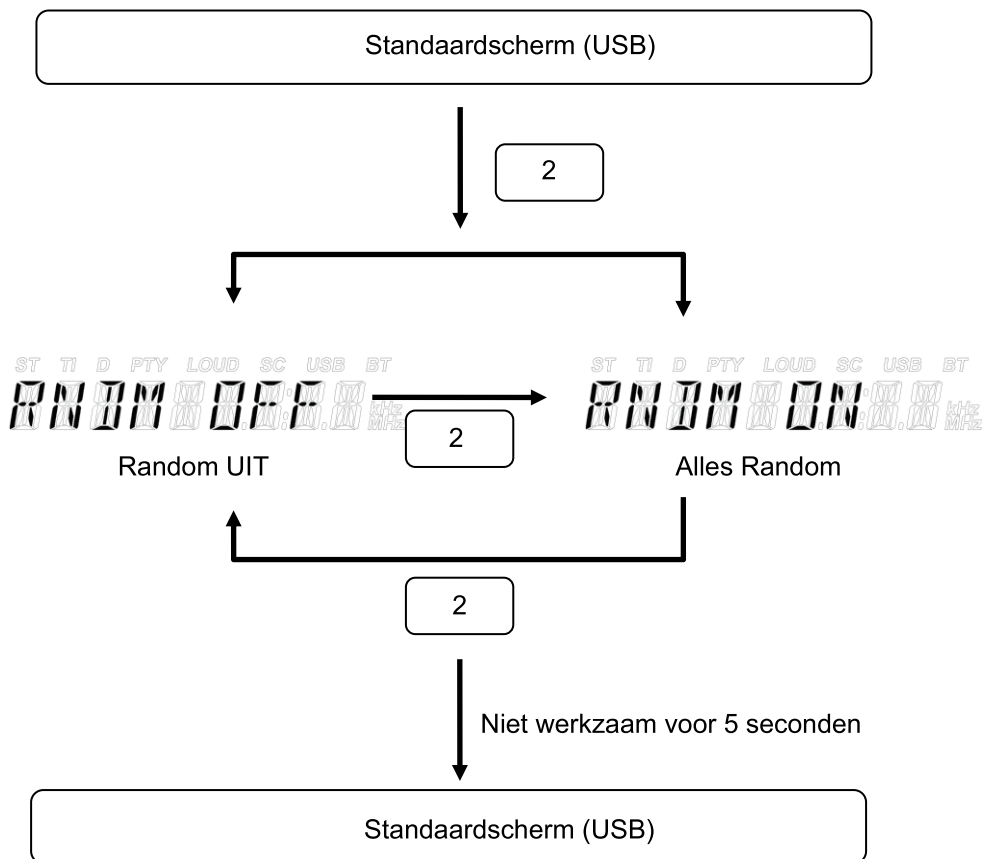 Standaardscherm (USB)
2
ST TI D PTY LOUD SC USB BT
RNDM OFF kHz MHz
ST TI D PTY LOUD SC USB BT
RNDM ON kHz MHz
2
Random UIT
Alles Random
2
Niet werkzaam voor 5 seconden
Standaardscherm (USB)